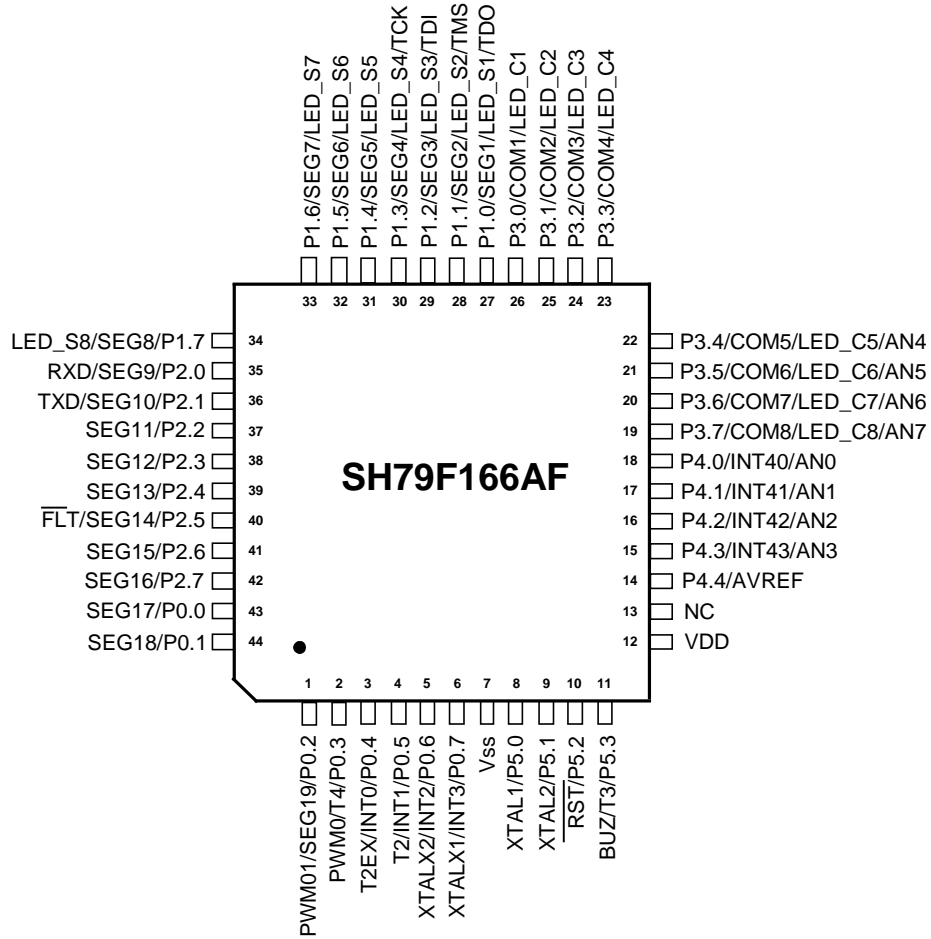 P1.6/SEG7/LED_S7
P1.5/SEG6/LED_S6
P1.4/SEG5/LED_S5
P1.3/SEG4/LED_S4/TCK
P1.2/SEG3/LED_S3/TDI
P1.1/SEG2/LED_S2/TMS
P1.0/SEG1/LED_S1/TDO
P3.0/COM1/LED_C1
P3.1/COM2/LED_C2
P3.2/COM3/LED_C3
P3.3/COM4/LED_C4
33 32 31 30 29 28 27 26 25 24 23
LED_S8/SEG8/P1.7 34
RXD/SEG9/P2.0 35
TXD/SEG10/P2.1 36
SEG11/P2.2 37
SEG12/P2.3 38
SEG13/P2.4 39
FLT/SEG14/P2.5 40
SEG15/P2.6 41
SEG16/P2.7 42
SEG17/P0.0 43
SEG18/P0.1 44
SH79F166AF
22 P3.4/COM5/LED_C5/AN4
21 P3.5/COM6/LED_C6/AN5
20 P3.6/COM7/LED_C7/AN6
19 P3.7/COM8/LED_C8/AN7
18 P4.0/INT40/AN0
17 P4.1/INT41/AN1
16 P4.2/INT42/AN2
15 P4.3/INT43/AN3
14 P4.4/AVREF
13 NC
12 VDD
1 2 3 4 5 6 7 8 9 10 11
PWM01/SEG19/P0.2
PWM0/T4/P0.3
T2EX/INT0/P0.4
T2/INT1/P0.5
XTALX2/INT2/P0.6
XTALX1/INT3/P0.7
Vss
XTAL1/P5.0
XTAL2/P5.1
RST/P5.2
BUZ/T3/P5.3